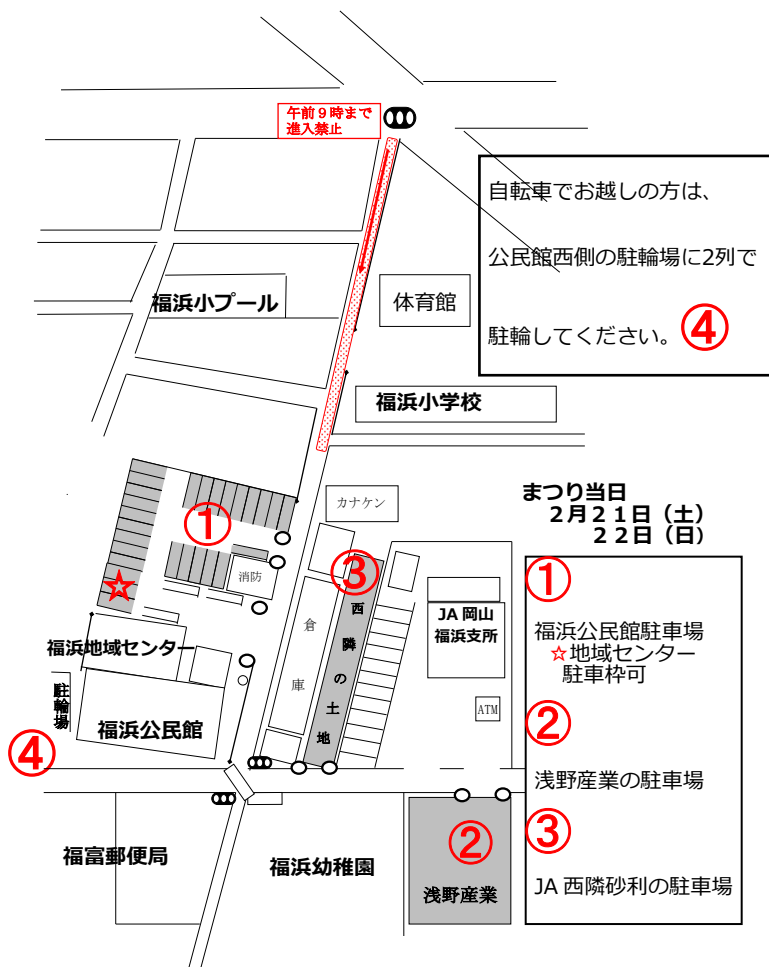 午前９時まで
進入禁止
自転車でお越しの方は、
公民館西側の駐輪場に2列で
駐輪してください。④
福浜小プール
体育館
福浜小学校
カナケン
まつり当日
２月２１日（土）
２２日（日）
①
消防
③
西隣の土地
倉庫
JA 岡山
福浜支所
ATM
☆
福浜地域センター
駐輪場
福浜公民館
④
①
福浜公民館駐車場
☆地域センター
駐車枠可
②
浅野産業の駐車場
③
JA 西隣砂利の駐車場
福富郵便局
福浜幼稚園
②
浅野産業